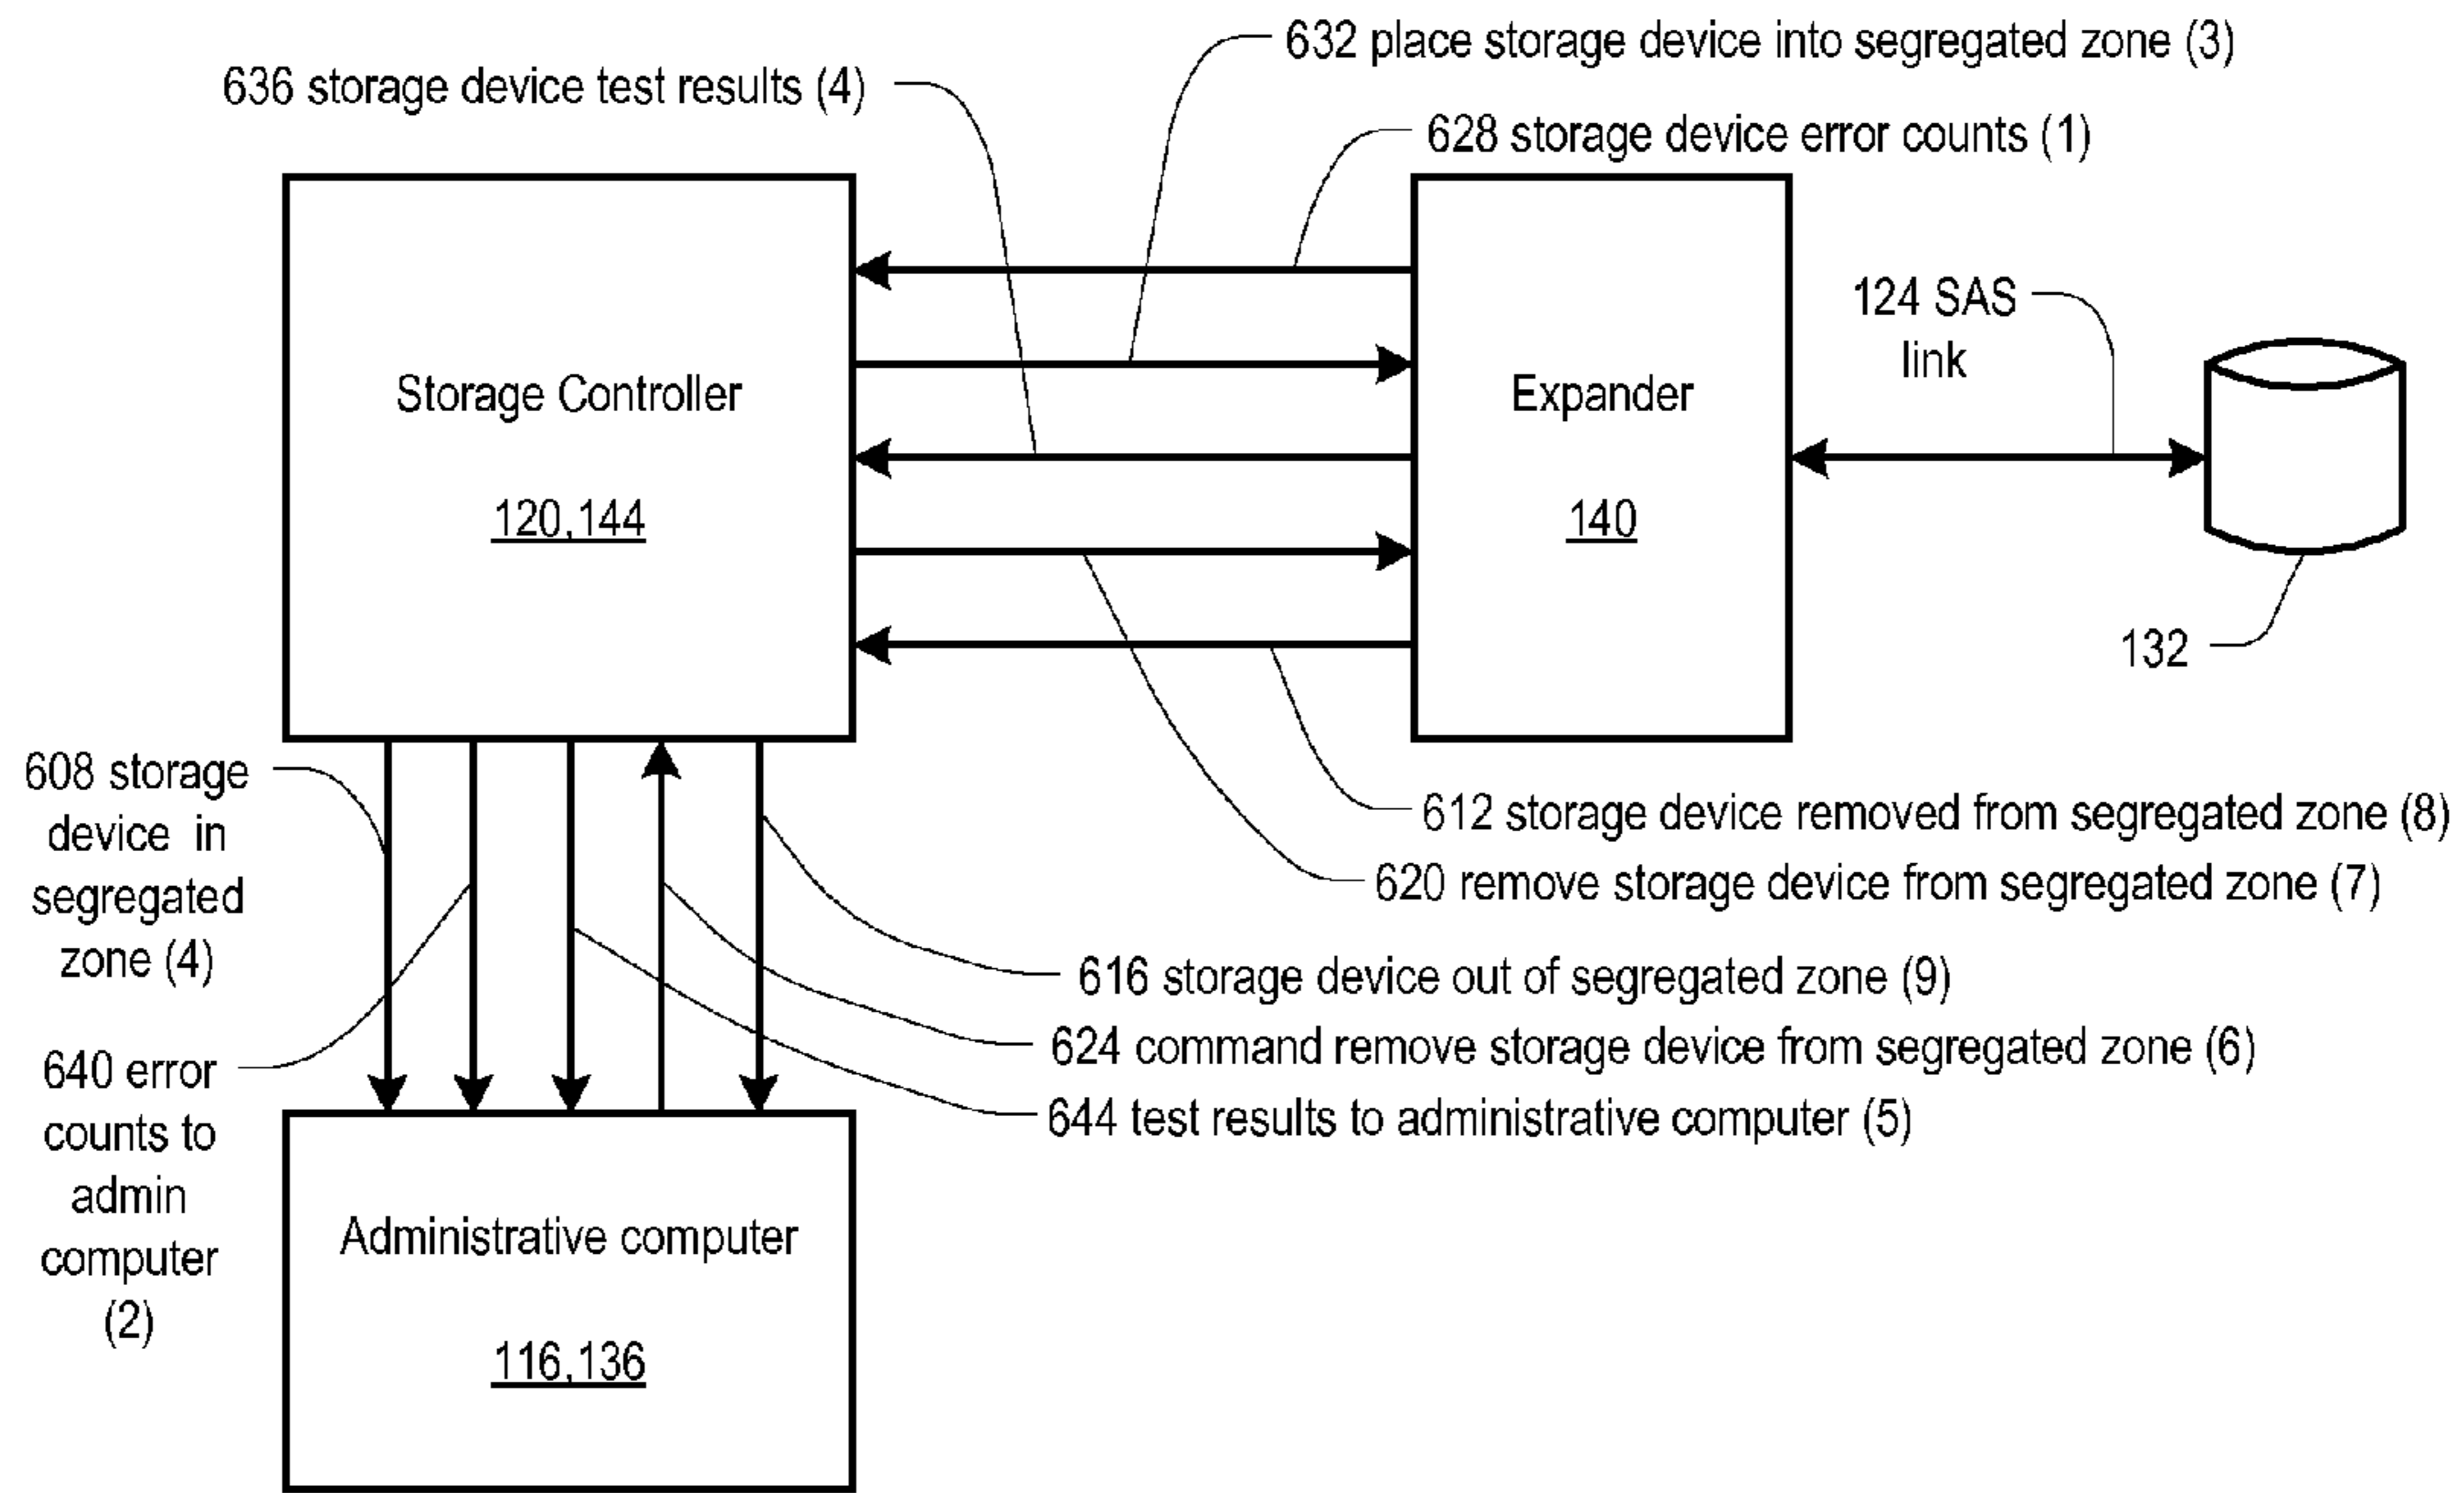 632 place storage device into segregated zone (3)
636 storage device test results (4)
628 storage device error counts (1)
124 SAS
link
Storage Controller
120,144
Expander
140
132
608 storage
device in
segregated
zone (4)
612 storage device removed from segregated zone (8)
620 remove storage device from segregated zone (7)
616 storage device out of segregated zone (9)
624 command remove storage device from segregated zone (6)
644 test results to administrative computer (5)
640 error
counts to
admin
computer
(2)
Administrative computer
116,136